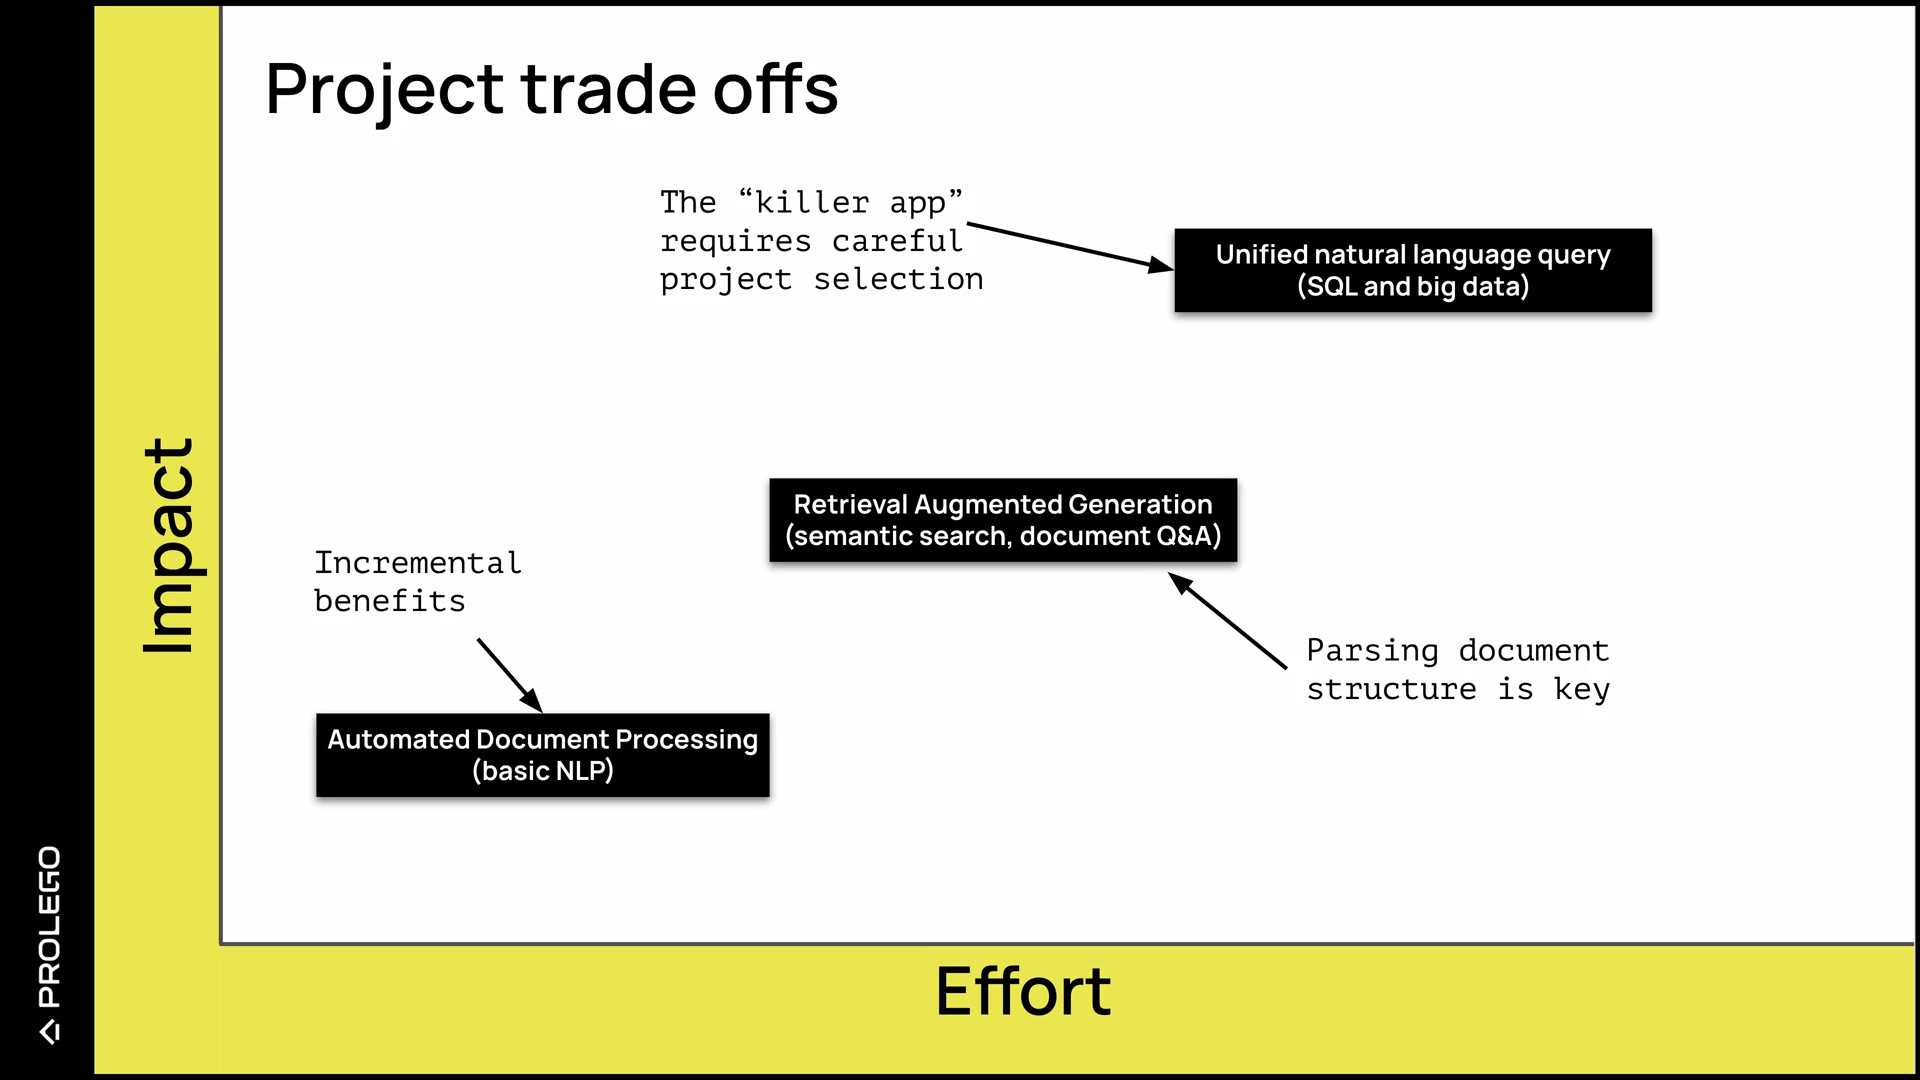 Project trade offs
The “killer app”
requires careful
project selection
Unified natural language query
(SQL and big data)
Retrieval Augmented Generation
(semantic search, document Q&A)
Incremental
benefits
Parsing document
structure is key
Automated Document Processing
(basic NLP)
Impact
Effort
PROLEGO